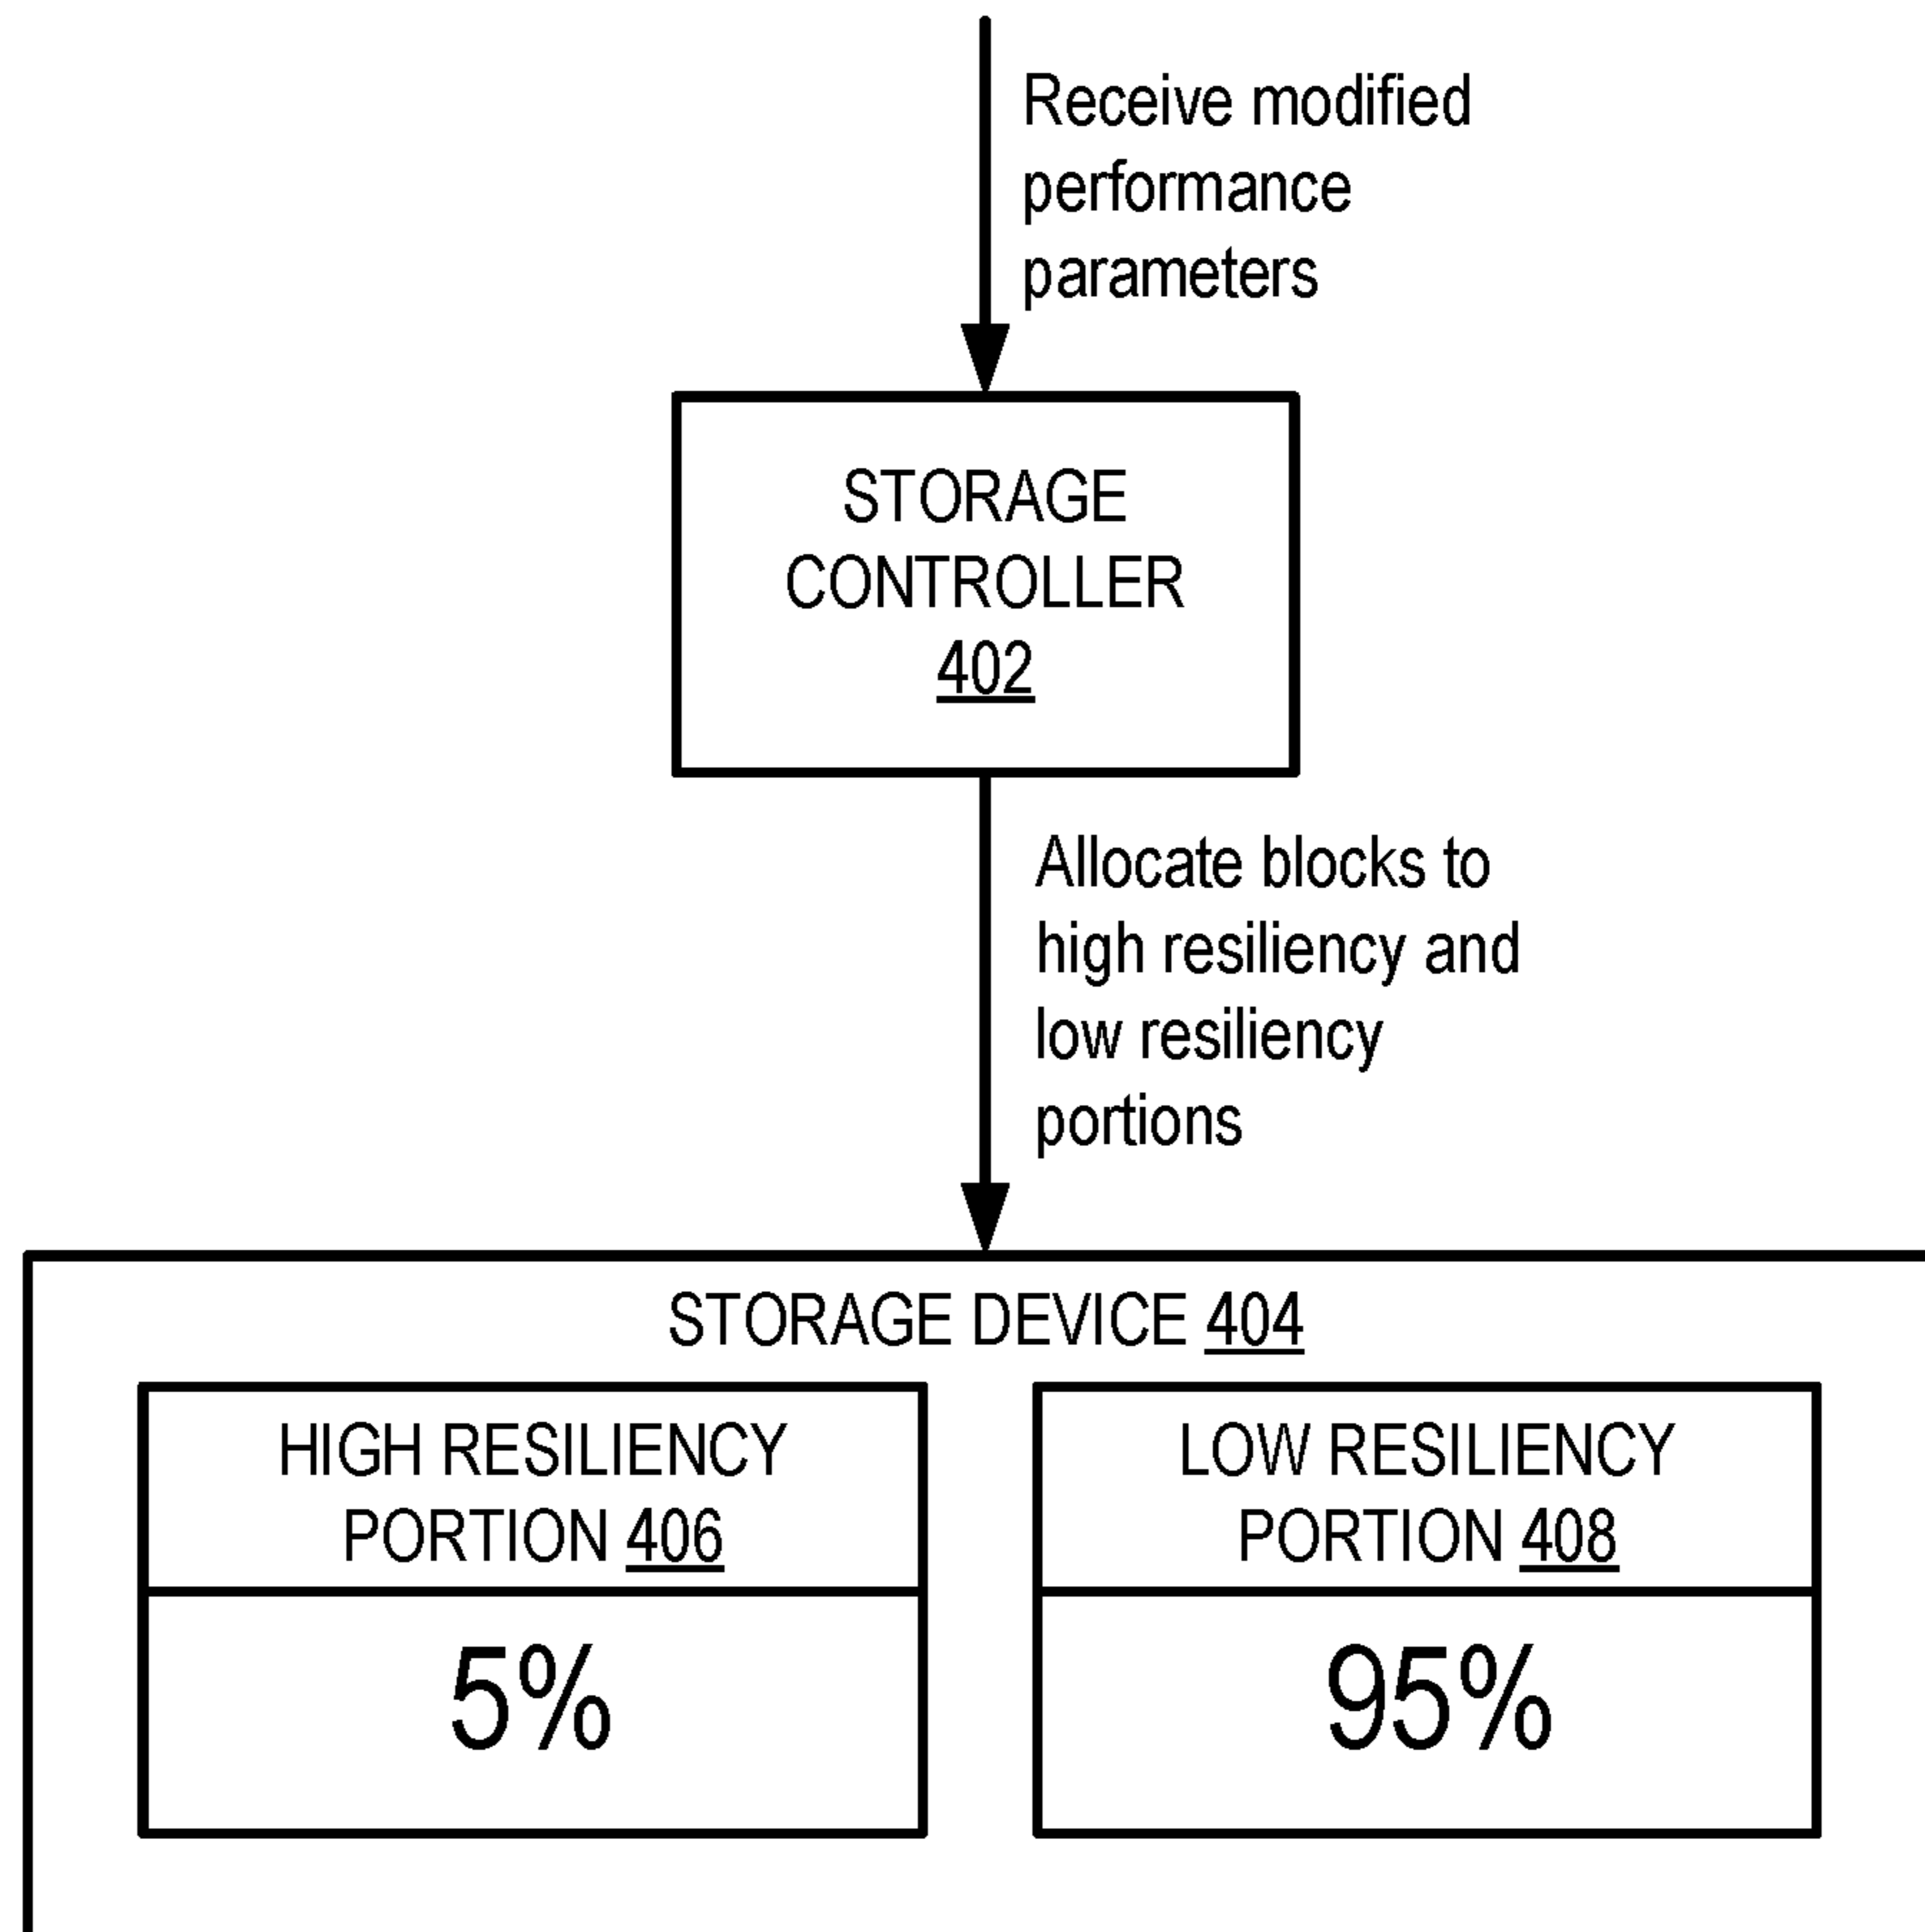 Receive modified
performance
parameters
STORAGE
CONTROLLER
402
Allocate blocks to
high resiliency and
low resiliency
portions
STORAGE DEVICE 404
HIGH RESILIENCY
PORTION 406
5%
LOW RESILIENCY
PORTION 408
95%